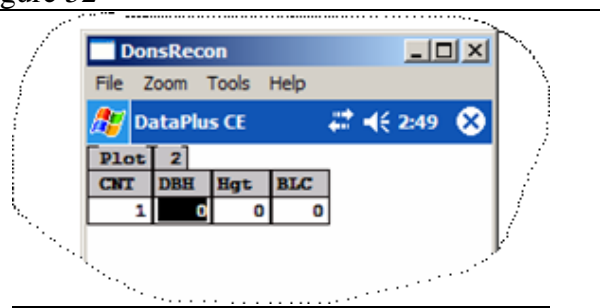 DonsRecon
File Zoom Tools Help
DataPlus CE 2:49
Plot 2
CNT DBH Hgt BLC
1 0 0 0